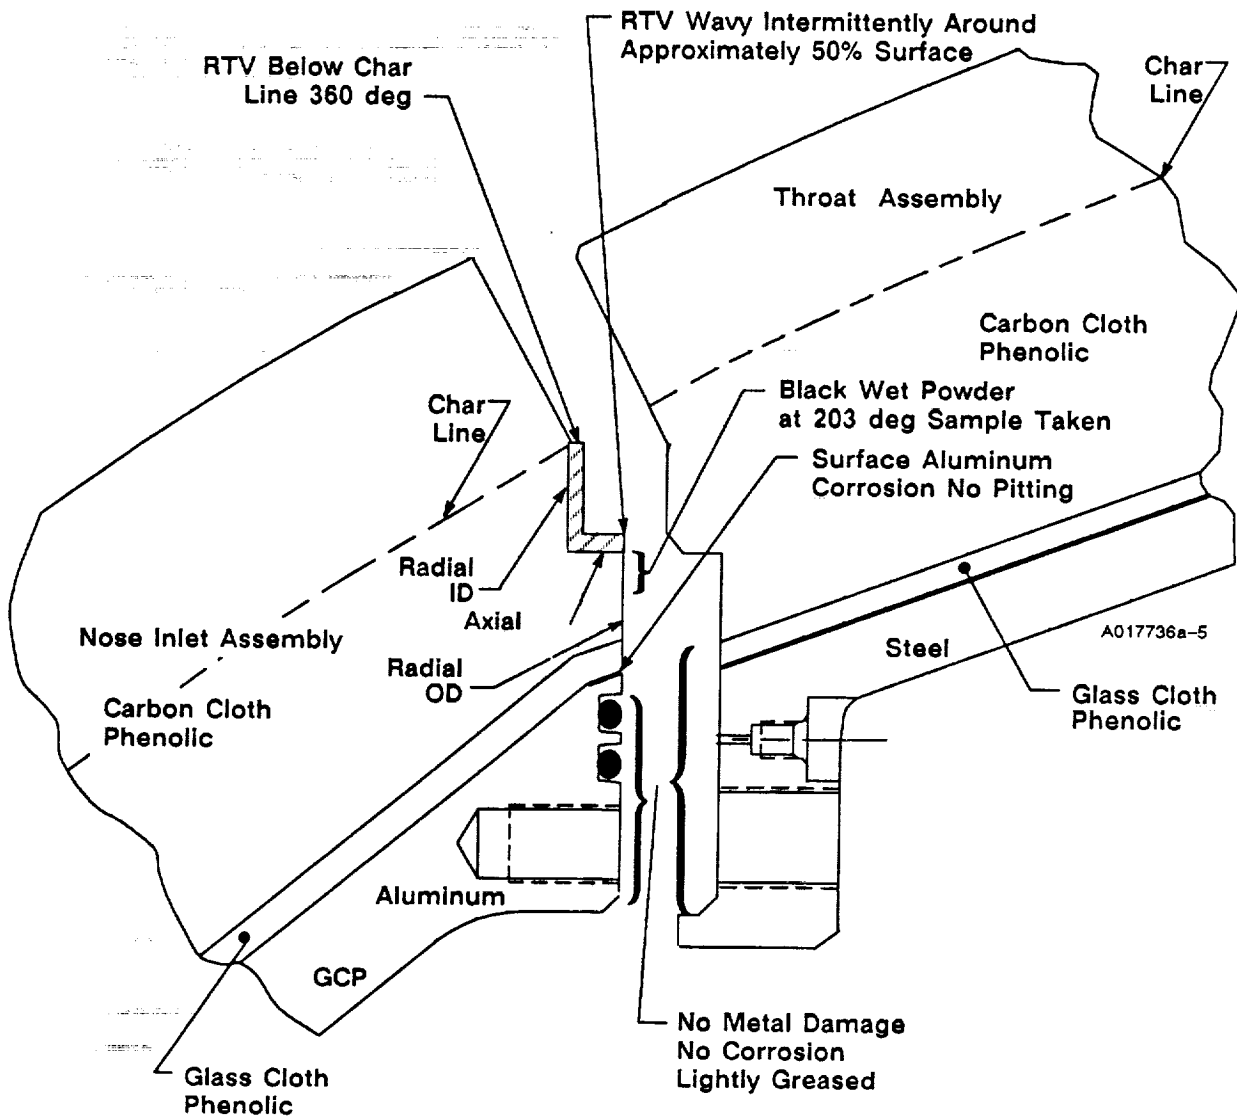 RTV Wavy Intermittently Around
Approximately 50% Surface
RTV Below Char
Line 360 deg
Char
Line
Throat Assembly
Carbon Cloth
Phenolic
Black Wet Powder
at 203 deg Sample Taken
Char
Line
Surface Aluminum
Corrosion No Pitting
Radial
ID
Axial
Nose Inlet Assembly
A017736a-5
Steel
Radial
OD
Glass Cloth
Phenolic
Carbon Cloth
Phenolic
Aluminum
GCP
No Metal Damage
No Corrosion
Lightly Greased
Glass Cloth
Phenolic